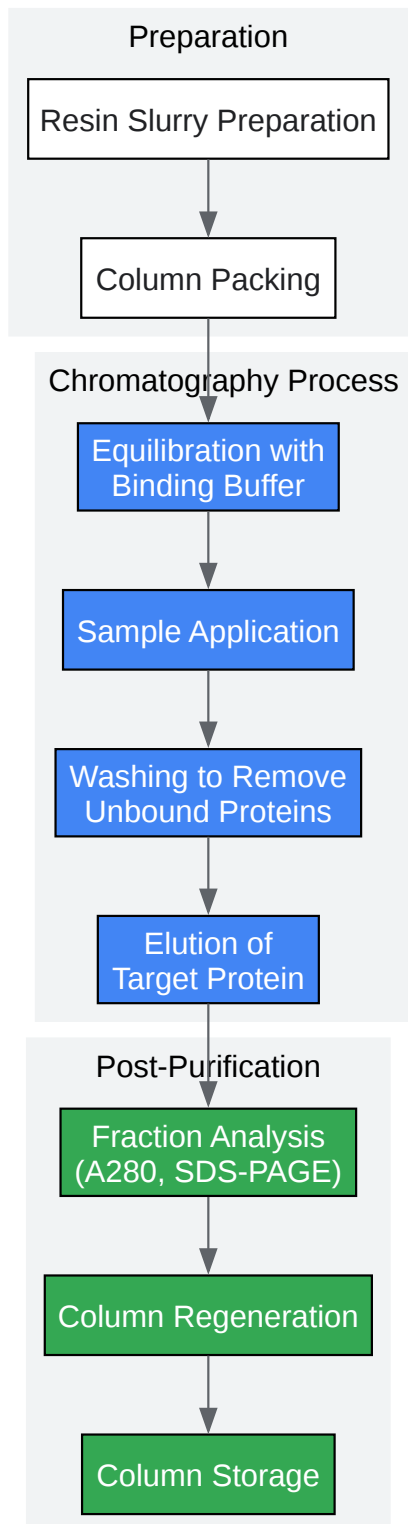 Preparation
Resin Slurry Preparation
Column Packing
Chromatography Process
Equilibration with
Binding Buffer
Sample Application
Washing to Remove
Unbound Proteins
Elution of
Target Protein
Post-Purification
Fraction Analysis
(A280, SDS-PAGE)
Column Regeneration
Column Storage